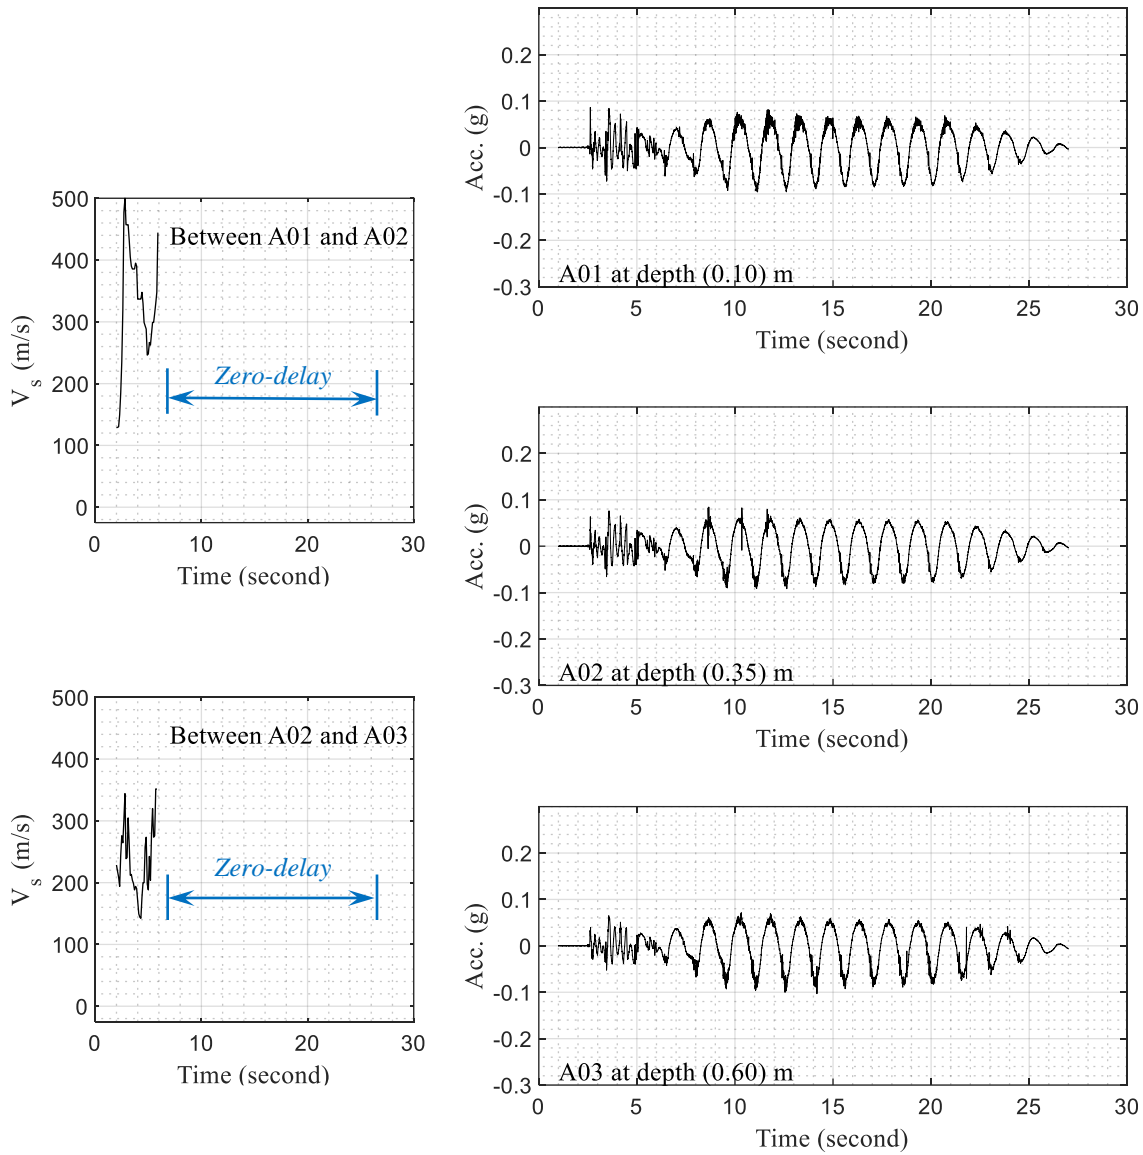 0.2
0.1
0
-0.1
-0.2
-0.3
Acc. (g)
A01 at depth (0.10) m
0 5 10 15 20 25 30
Time (second)
500
400
300
200
100
0
V s (m/s)
Between A01 and A02
Zero-delay
0 10 20 30
Time (second)
0.2
0.1
0
-0.1
-0.2
-0.3
Acc. (g)
A02 at depth (0.35) m
0 5 10 15 20 25 30
Time (second)
500
400
300
200
100
0
V s (m/s)
Between A02 and A03
Zero-delay
0 10 20 30
Time (second)
0.2
0.1
0
-0.1
-0.2
-0.3
Acc. (g)
A03 at depth (0.60) m
0 5 10 15 20 25 30
Time (second)